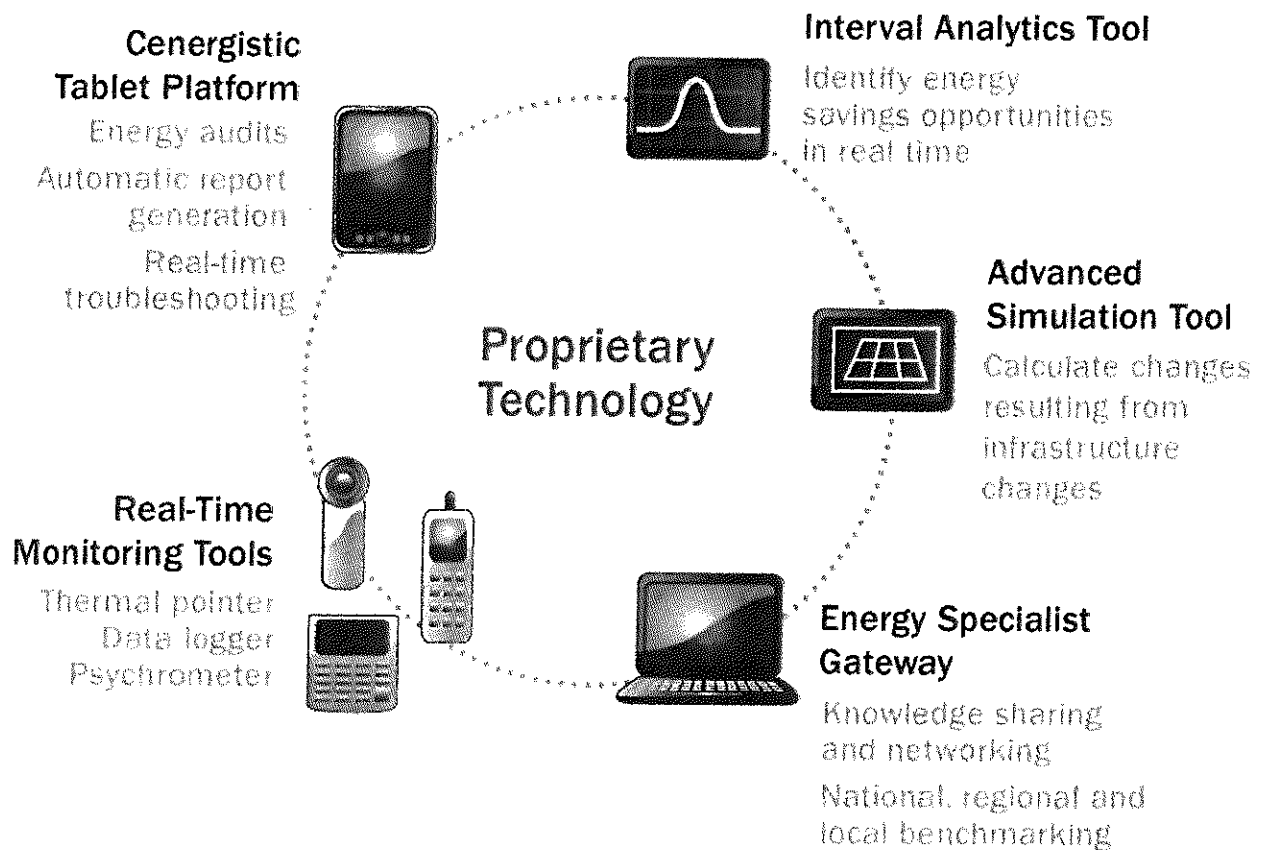 Cenergistic
Tablet Platform
Energy audits
Automatic report
generation
Real-time
troubleshooting
Interval Analytics Tool
Identify energy
savings opportunities
in real time
Advanced
Simulation Tool
Calculate changes
resulting from
infrastructure
changes
Proprietary
Technology
Real-Time
Monitoring Tools
Thermal pointer
Data logger
Psychrometer
Energy Specialist
Gateway
Knowledge sharing
and networking
National, regional and
local benchmarking